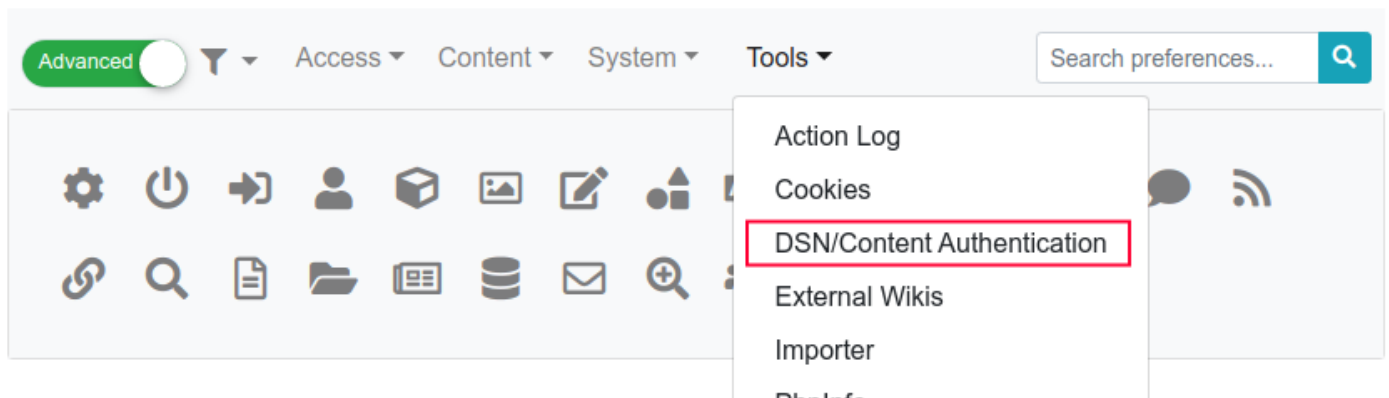 Advanced Access Content System Tools Search preferences...
Action Log
Cookies
DSN/Content Authentication
External Wikis
Importer